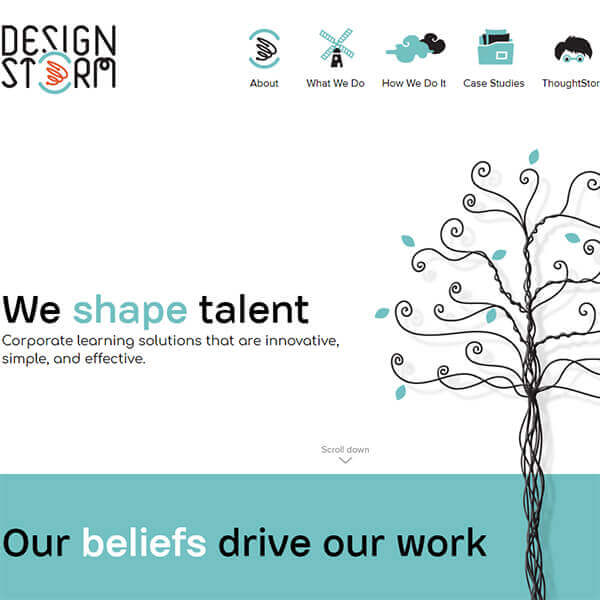 DESIGN
STORM
About
What We Do
How We Do It
Case Studies
ThoughtStor
We shape talent
Corporate learning solutions that are innovative,
simple, and effective.
Scroll down
Our beliefs drive our work